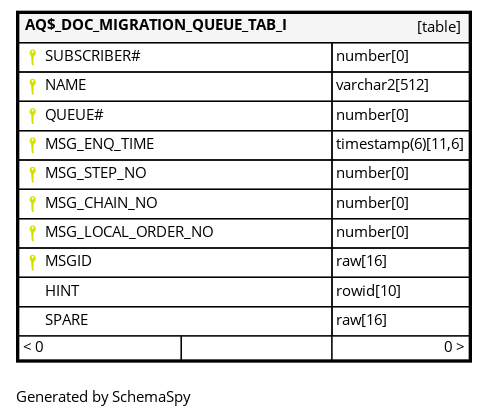 AQ$_DOC_MIGRATION_QUEUE_TAB_I [table]
SUBSCRIBER# number[0]
NAME varchar2[512]
QUEUE# number[0]
MSG_ENQ_TIME timestamp(6)[11,6]
MSG_STEP_NO number[0]
MSG_CHAIN_NO number[0]
MSG_LOCAL_ORDER_NO number[0]
MSGID raw[16]
HINT rowid[10]
SPARE raw[16]
< 0 0 >
Generated by SchemaSpy